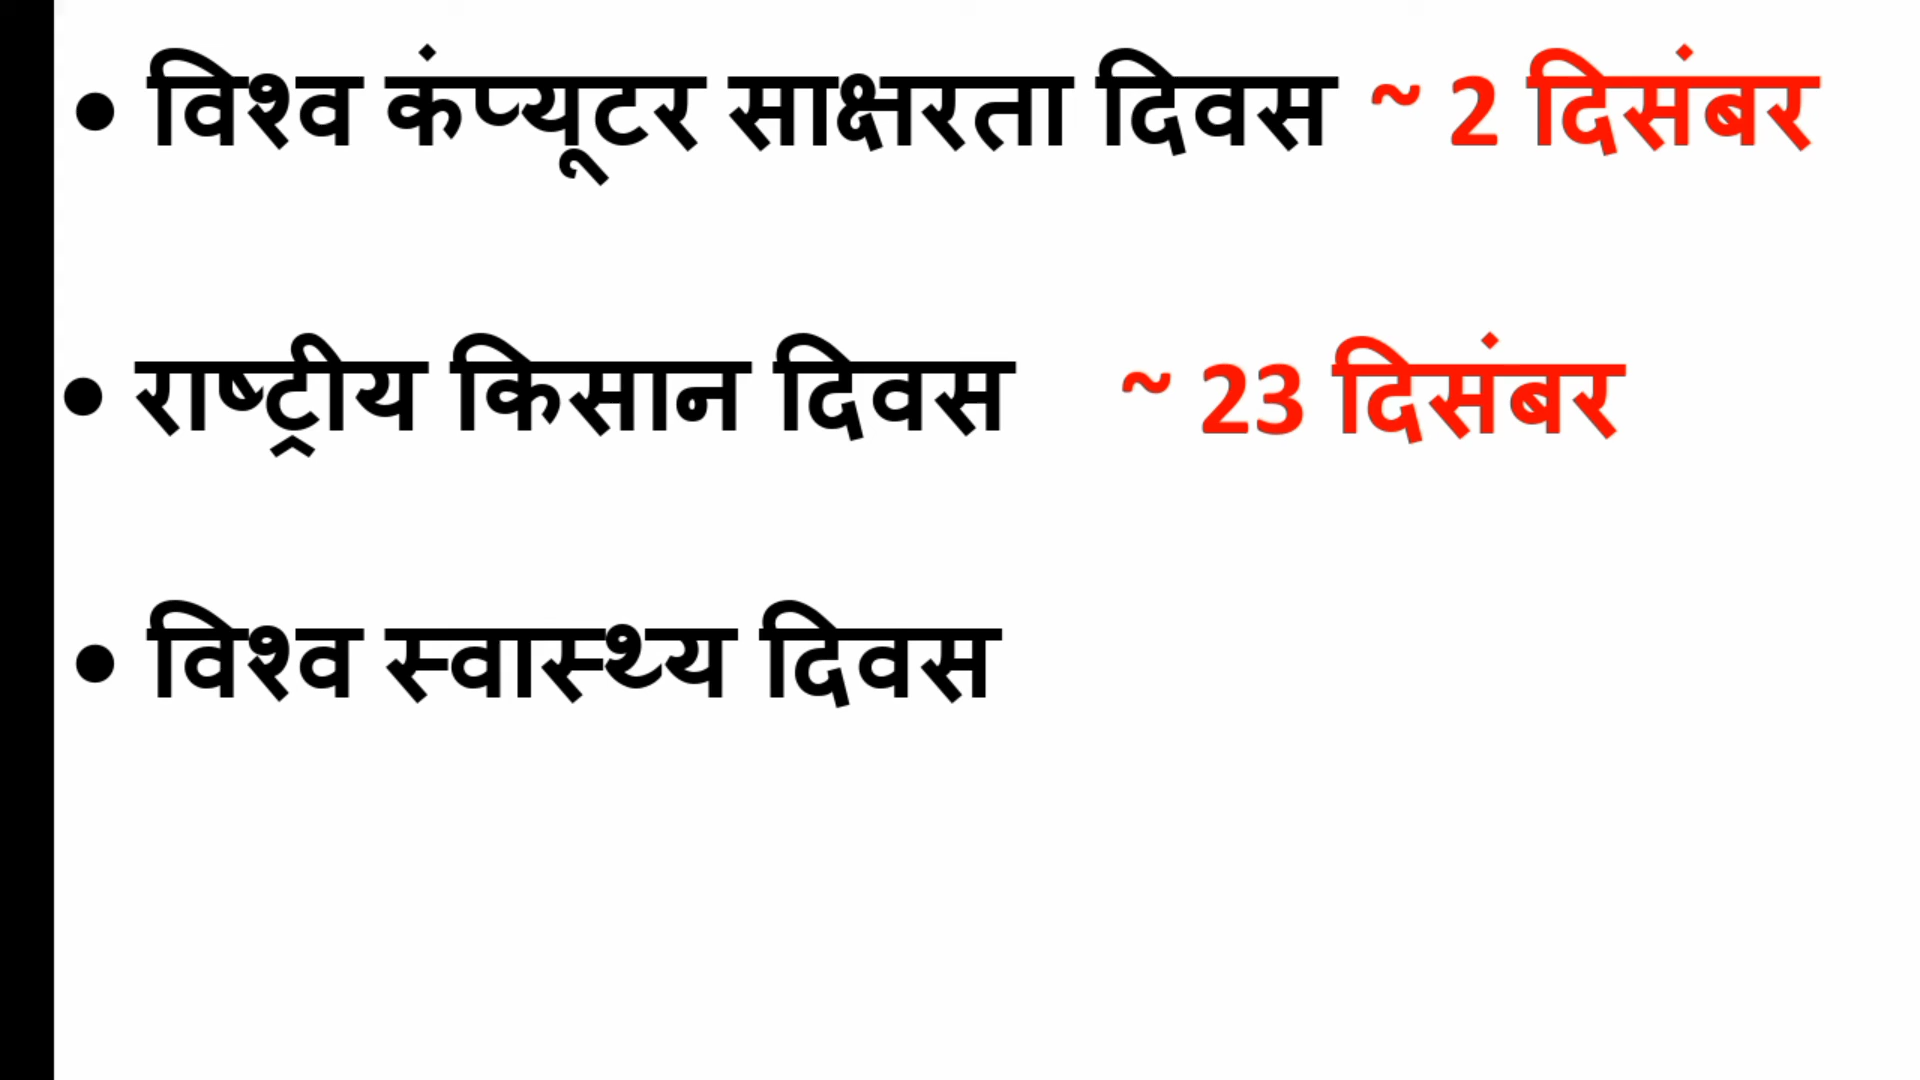 • विश्व कंप्यूटर साक्षरता दिवस ~ 2 दिसंबर
• राष्ट्रीय किसान दिवस ~ 23 दिसंबर
• विश्व स्वास्थ्य दिवस